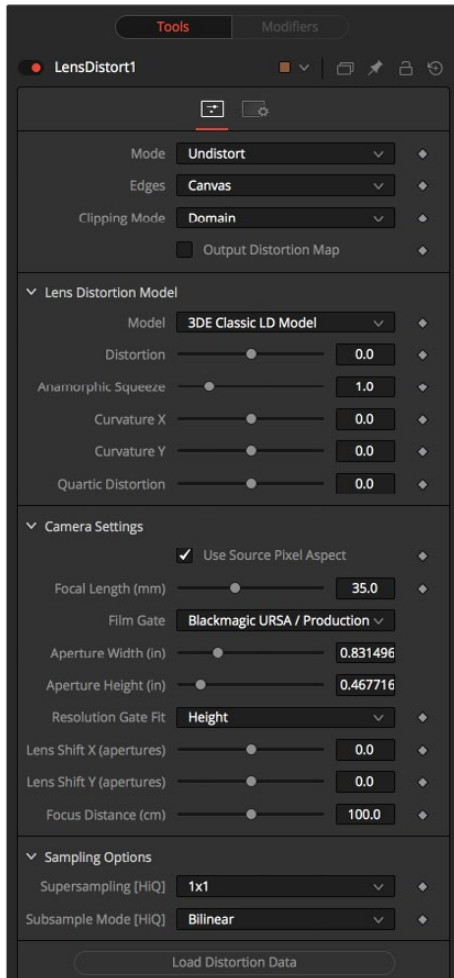 Tools Modifiers
LensDistort1
Mode Undistort
Edges Canvas
Clipping Mode Domain
Output Distortion Map
Lens Distortion Model
Model 3DE Classic LD Model
Distortion 0.0
Anamorphic Squeeze 1.0
Curvature X 0.0
Curvature Y 0.0
Quartic Distortion 0.0
Camera Settings
Use Source Pixel Aspect
Focal Length (mm) 35.0
Film Gate Blackmagic URSA / Production
Aperture Width (in) 0.831496
Aperture Height (in) 0.467716
Resolution Gate Fit Height
Lens Shift X (apertures) 0.0
Lens Shift Y (apertures) 0.0
Focus Distance (cm) 100.0
Sampling Options
Supersampling [HiQ] 1x1
Subsample Mode [HiQ] Bilinear
Load Distortion Data